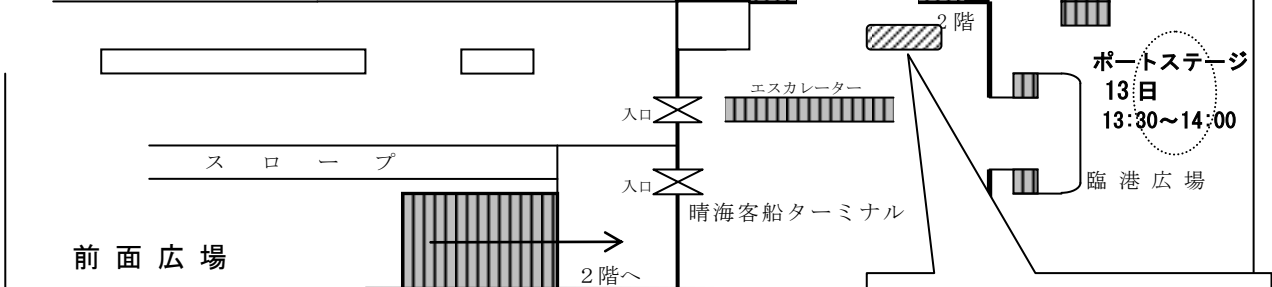 2階
ポートステージ
13日
13:30～14:00
エスカレーター
入口
スロープ
入口
臨港広場
晴海客船ターミナル
前面広場
2階へ